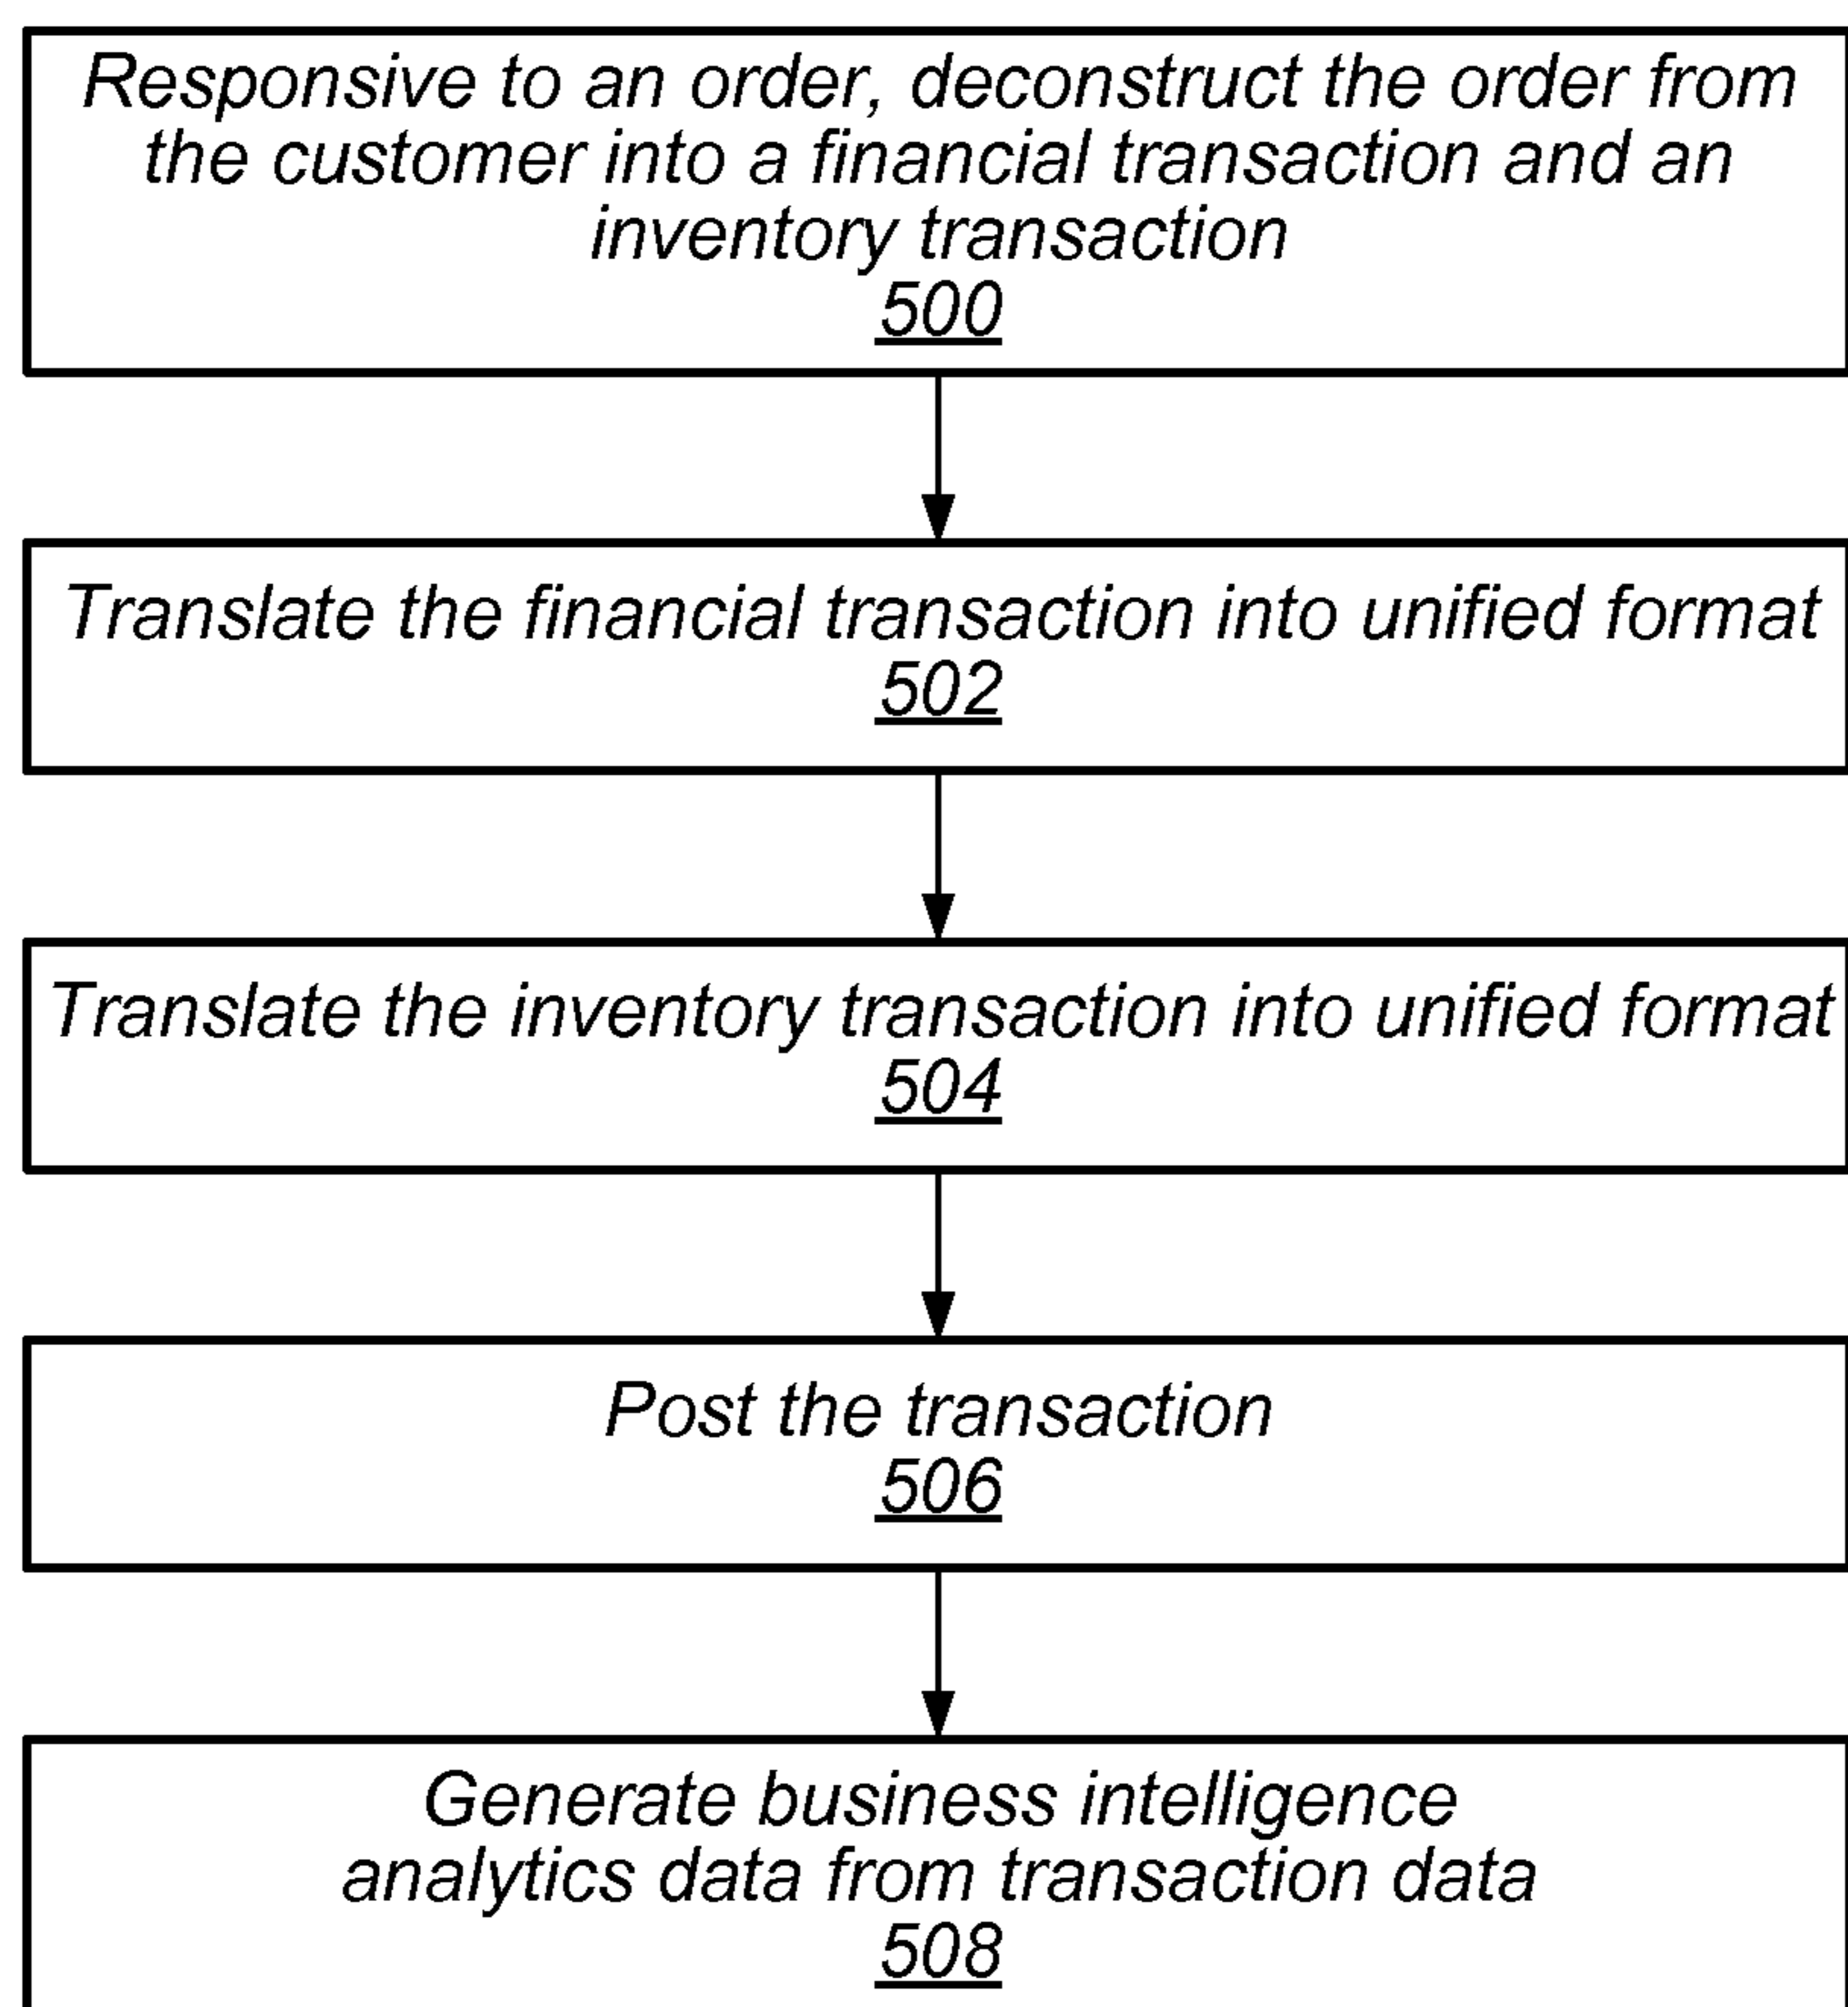 Responsive to an order, deconstruct the order from
the customer into a financial transaction and an
inventory transaction
500
Translate the financial transaction into unified format
502
Translate the inventory transaction into unified format
504
Post the transaction
506
Generate business intelligence
analytics data from transaction data
508